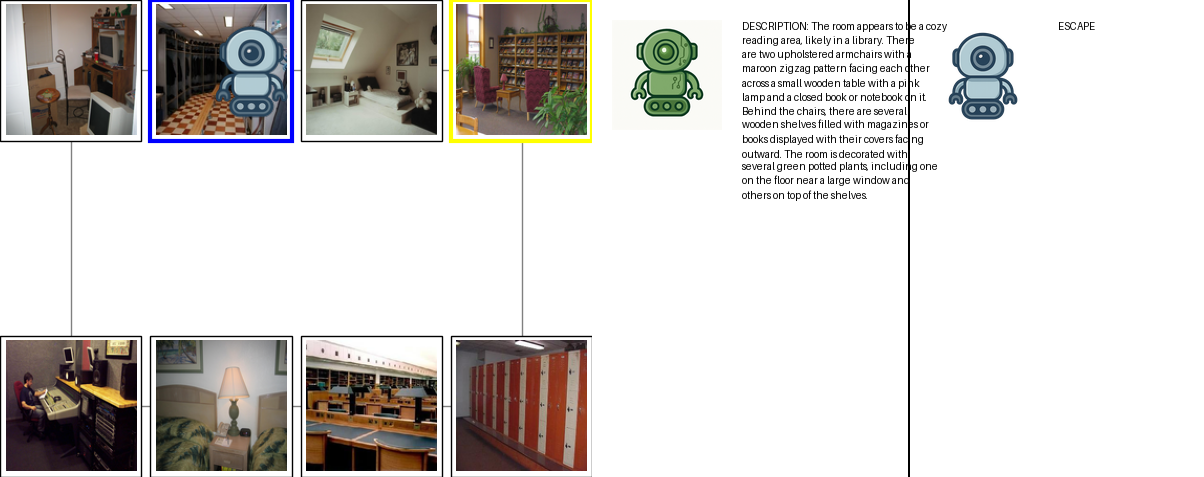 DESCRIPTION: The room appears to be a cozy
reading area, likely in a library. There
are two upholstered armchairs with a
maroon zigzag pattern facing each other
across a small wooden table with a pink
lamp and a closed book or notebook on it.
Behind the chairs, there are several
wooden shelves filled with magazines or
books displayed with their covers facing
outward. The room is decorated with
several green potted plants, including one
on the floor near a large window and
others on top of the shelves.
ESCAPE